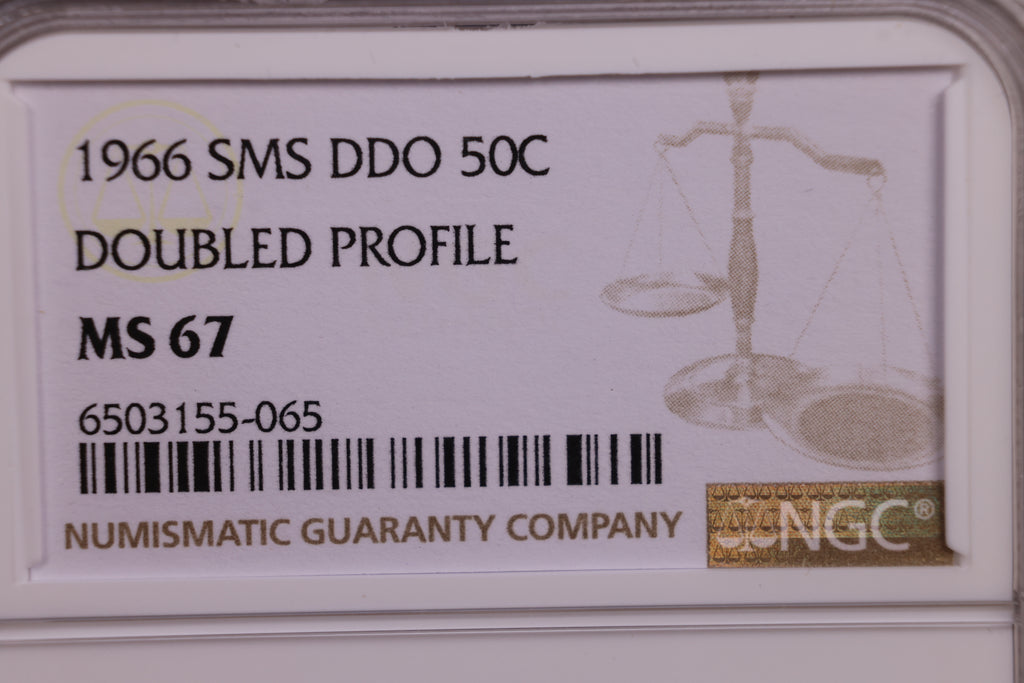 1966 SMS DDO 50C
DOUBLED PROFILE
MS 67
6503155-065
NUMISMATIC GUARANTY COMPANY
NGC®